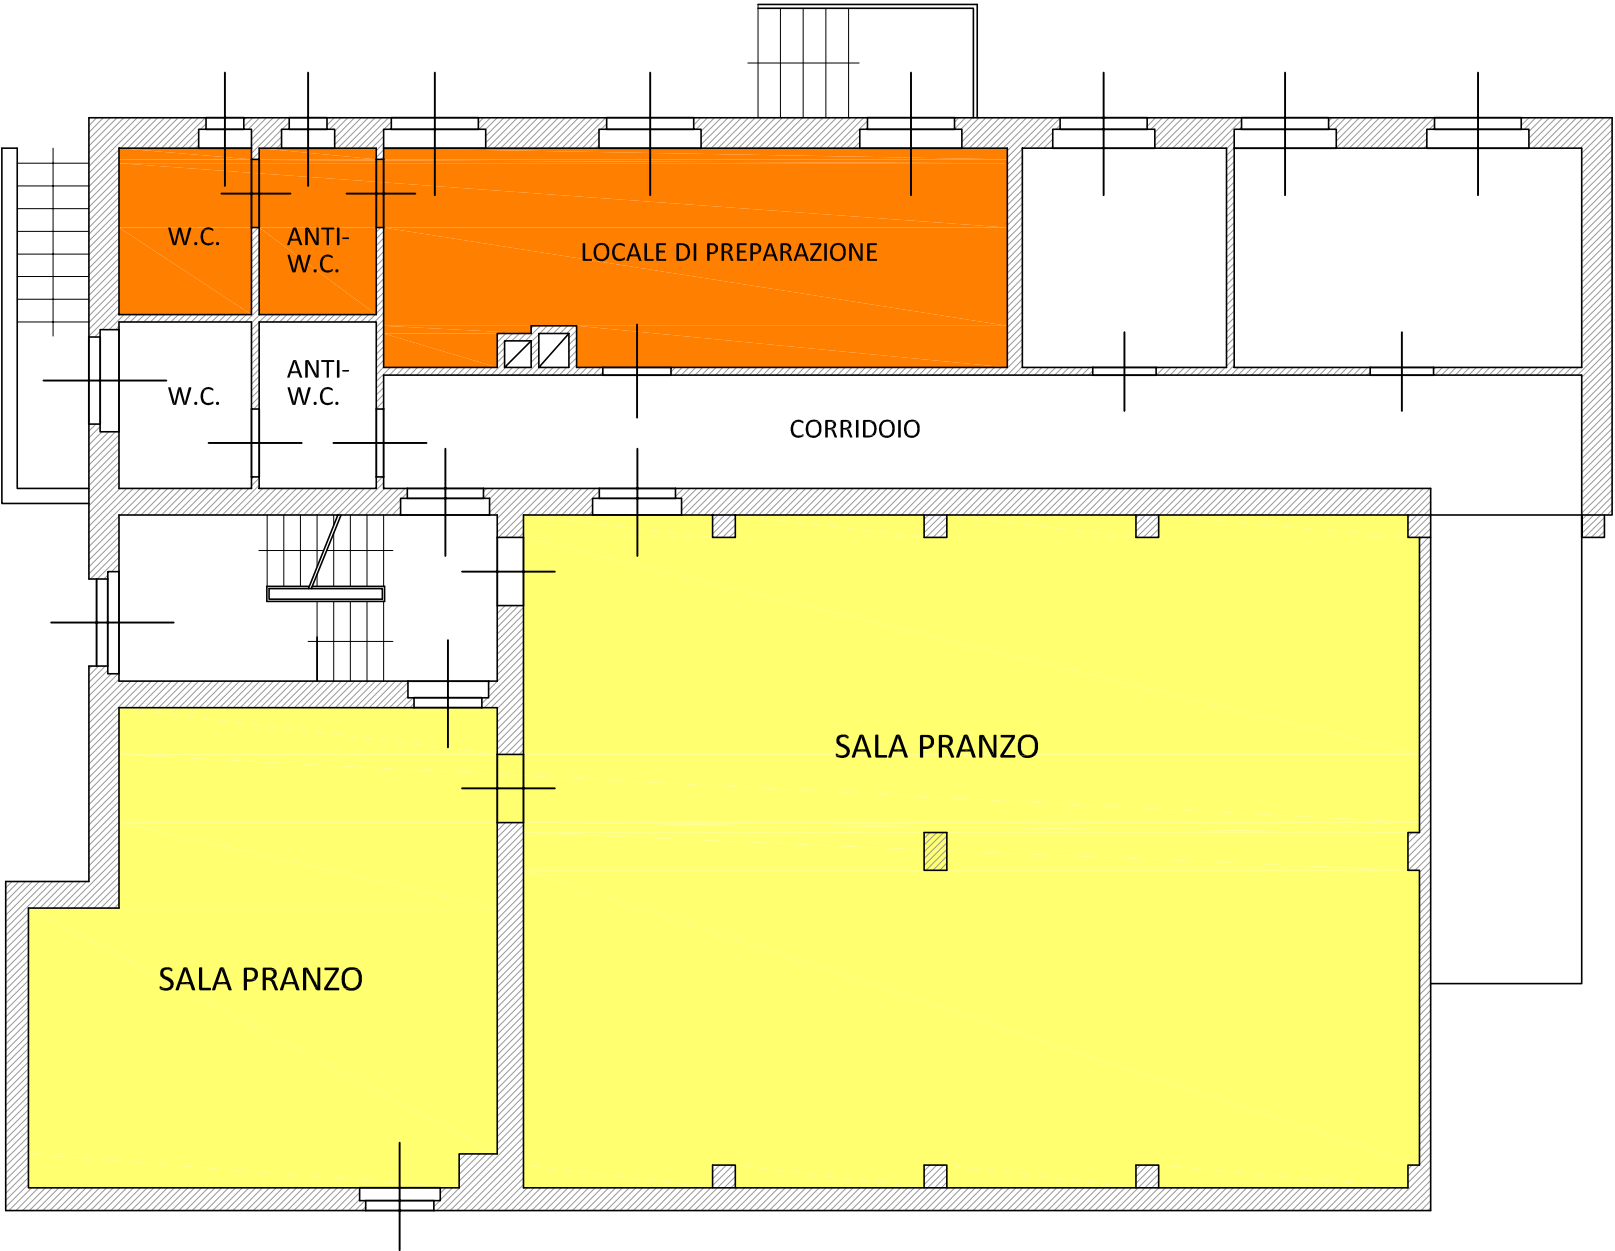 W.C.
ANTI-
W.C.
LOCALE DI PREPARAZIONE
W.C.
ANTI-
W.C.
CORRIDOIO
SALA PRANZO
SALA PRANZO